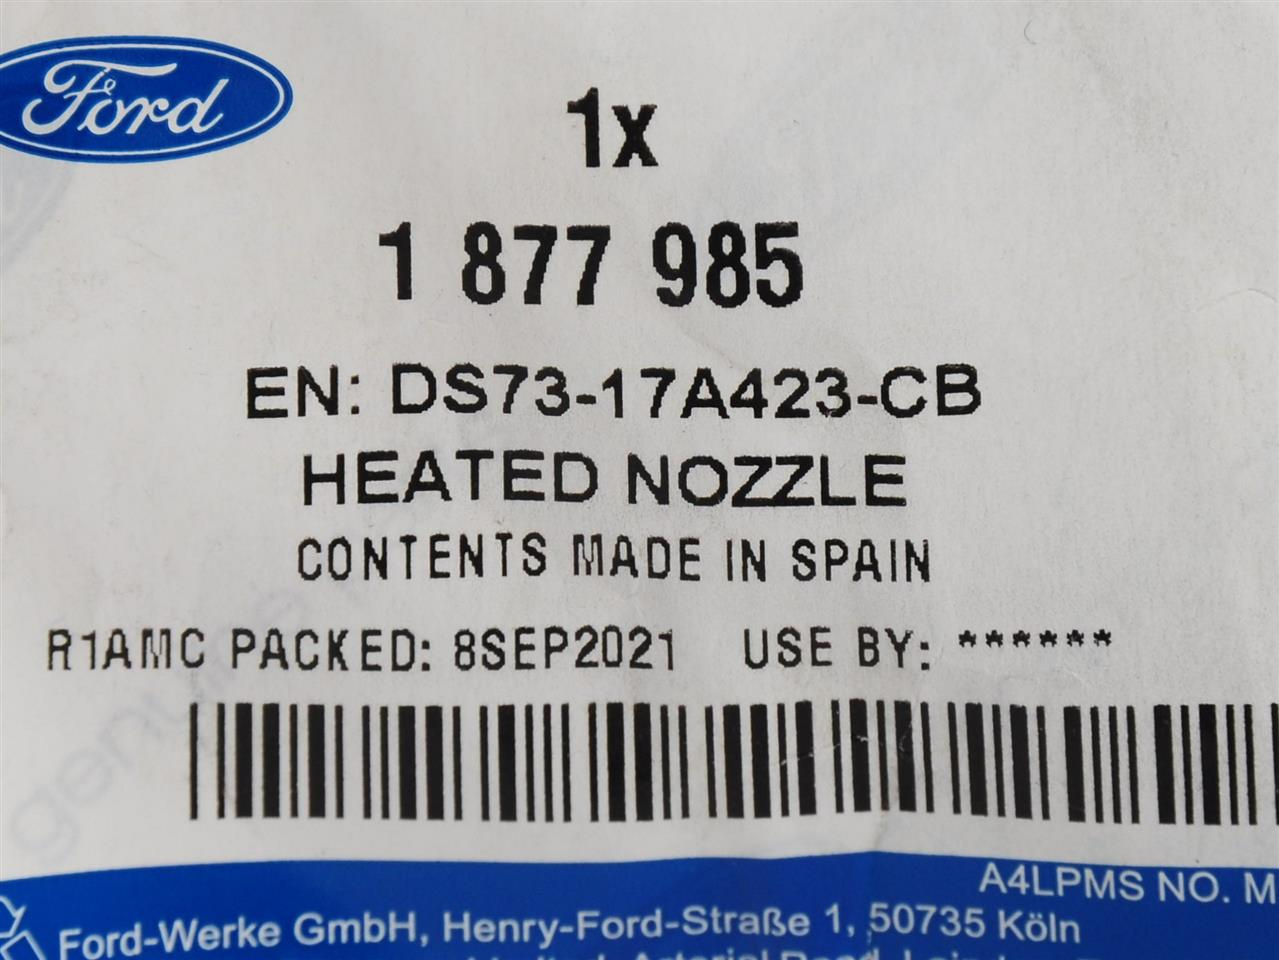 Ford
1x
1 877 985
EN: DS73-17A423-CB
HEATED NOZZLE
CONTENTS MADE IN SPAIN
R1AMC PACKED: 8SEP2021 USE BY: ******
genuine
A4LPMS NO. M
Ford-Werke GmbH, Henry-Ford-Straße 1, 50735 Köln